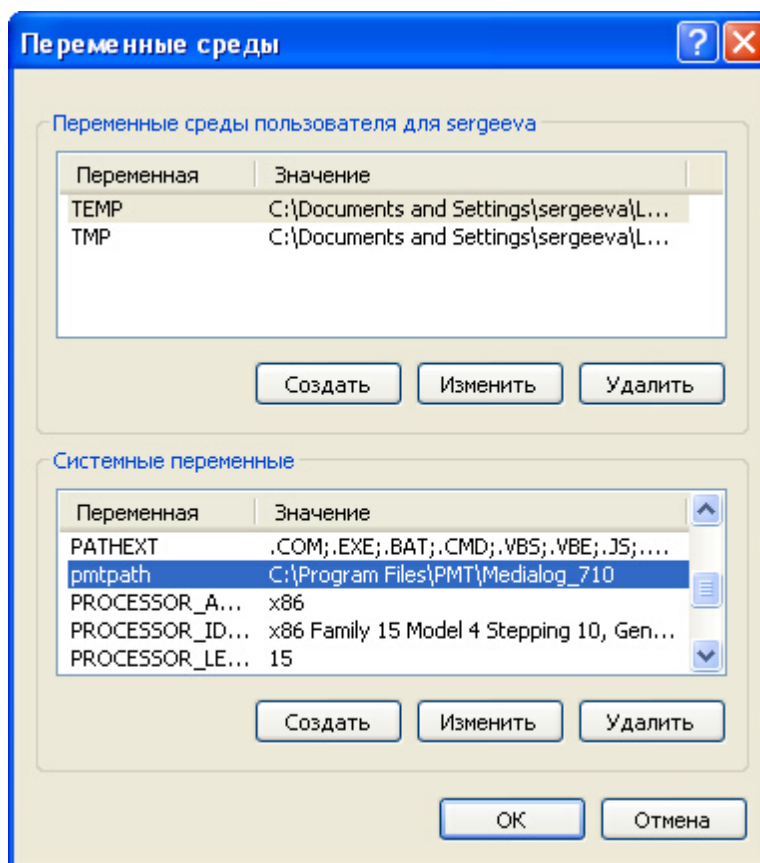 Переменные среды
Переменные среды пользователя для sergeeva
Переменная Значение
TEMP C:\Documents and Settings\sergeeva\L...
TMP C:\Documents and Settings\sergeeva\L...
Создать Изменить Удалить
Системные переменные
Переменная Значение
PATHEXT .COM;.EXE;.BAT;.CMD;.VBS;.VBE;.JS;....
pmtpath C:\Program Files\PMT\Medialog_710
PROCESSOR_A... x86
PROCESSOR_ID... x86 Family 15 Model 4 Stepping 10, Gen...
PROCESSOR_LE... 15
Создать Изменить Удалить
ОК Отмена